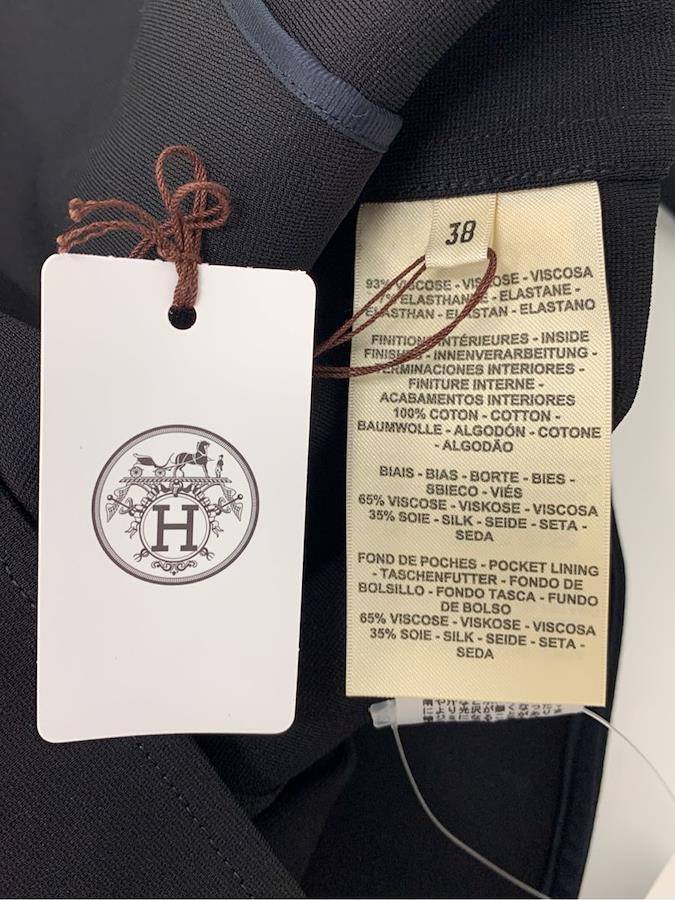 38
93% VISCOSE - VISKOSE - VISCOSA
7% ELASTHANNE - ELASTANE -
ELASTHAN - ELASTAN - ELASTANO
FINITIONS INTÉRIEURES - INSIDE
FINISHES - INNENVERARBEITUNG -
TERMINACIONES INTERIORES -
FINITURE INTERNE -
ACABAMENTOS INTERIORES
100% COTON - COTTON -
BAUMWOLLE - ALGODÓN - COTONE
- ALGODÃO
BIAIS - BIAS - BORTE - BIES -
SBIECO - VIÉS
65% VISCOSE - VISKOSE - VISCOSA
35% SOIE - SILK - SEIDE - SETA -
SEDA
FOND DE POCHES - POCKET LINING
- TASCHENFUTTER - FONDO DE
BOLSILLO - FONDO TASCA - FUNDO
DE BOLSO
65% VISCOSE - VISKOSE - VISCOSA
35% SOIE - SILK - SEIDE - SETA -
SEDA
H